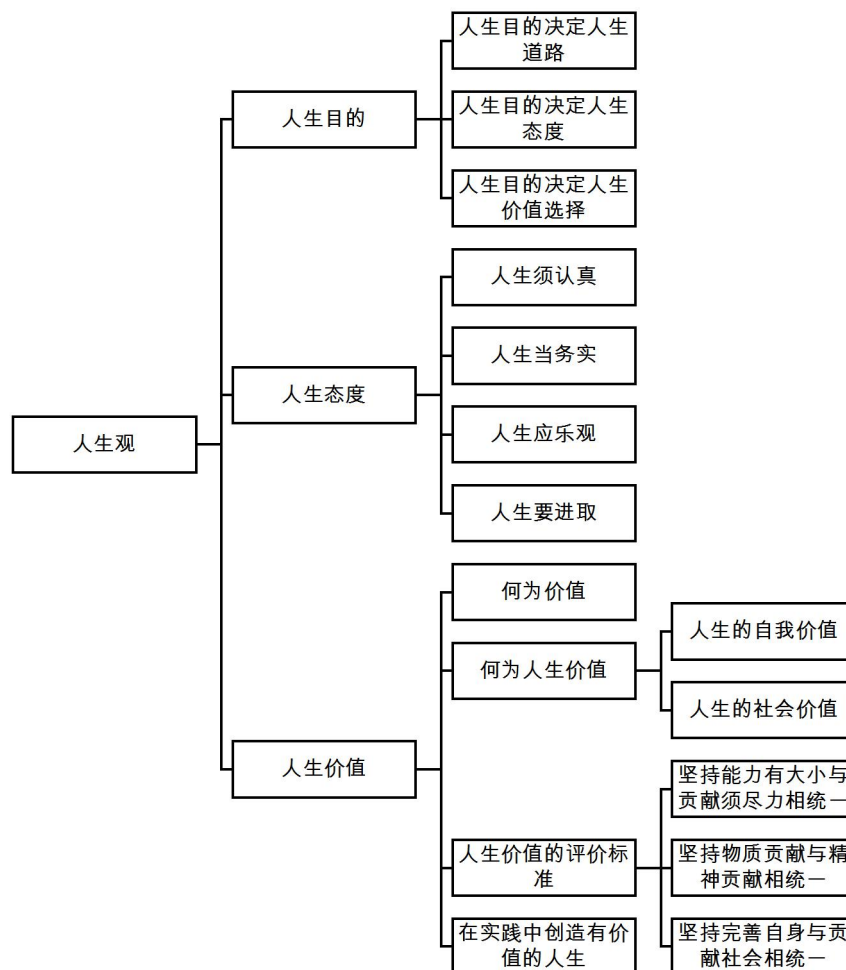 人生观
人生目的
人生目的决定人生
道路
人生目的决定人生
态度
人生目的决定人生
价值选择
人生态度
人生须认真
人生当务实
人生应乐观
人生要进取
人生价值
何为价值
何为人生价值
人生的自我价值
人生的社会价值
人生价值的评价标
准
坚持能力有大小与
贡献须尽力相统一
坚持物质贡献与精
神贡献相统一
坚持完善自身与贡
献社会相统一
在实践中创造有价
值的人生